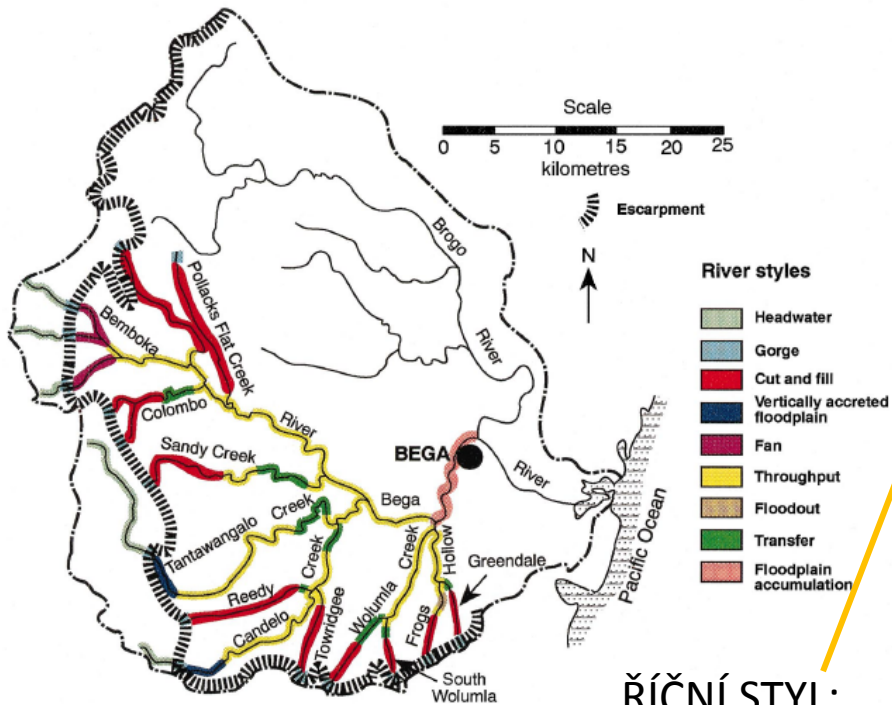 Scale
0 5 10 15 20 25
kilometres
Escarpment
N
River styles
Headwater
Gorge
Cut and fill
Vertically accreted
floodplain
Fan
Throughput
Floodout
Transfer
Floodplain
accumulation
Brogo
River
Pollacks Flat Creek
Bemboka
River
Colombo
Sandy Creek
BEGA
River
Bega
Tantawangalo Creek
Creek
Creek
Hollow
Greendale
Reedy
Candelo
Towridgee
Wolumla
Frogs
South
Wolumla
Pacific Ocean
ŘÍČNÍ STYL: